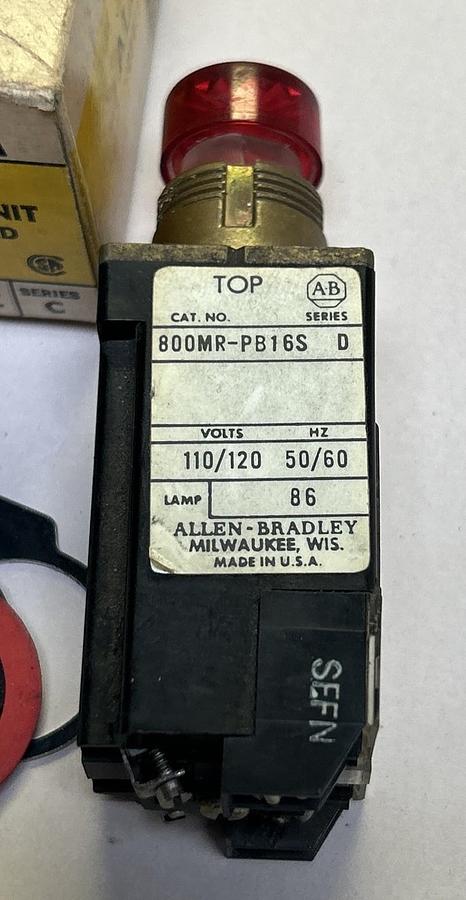 NIT
D
SERIES
C
TOP
A-B
CAT. NO. SERIES
800MR-PB16S D
VOLTS HZ
110/120 50/60
LAMP 86
ALLEN-BRADLEY
MILWAUKEE, WIS.
MADE IN U.S.A.
SEFN